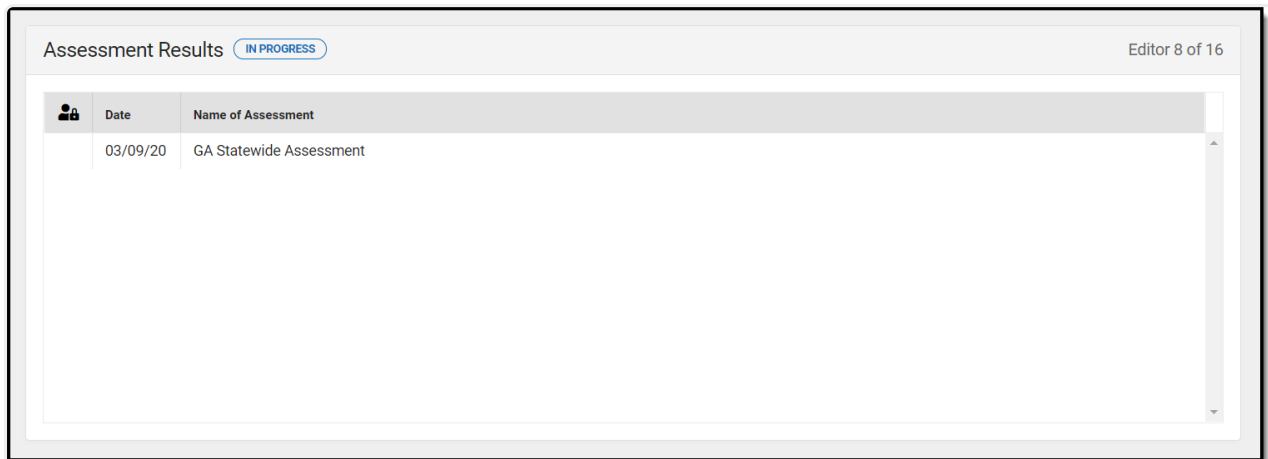 Assessment Results IN PROGRESS Editor 8 of 16
Date Name of Assessment
03/09/20 GA Statewide Assessment